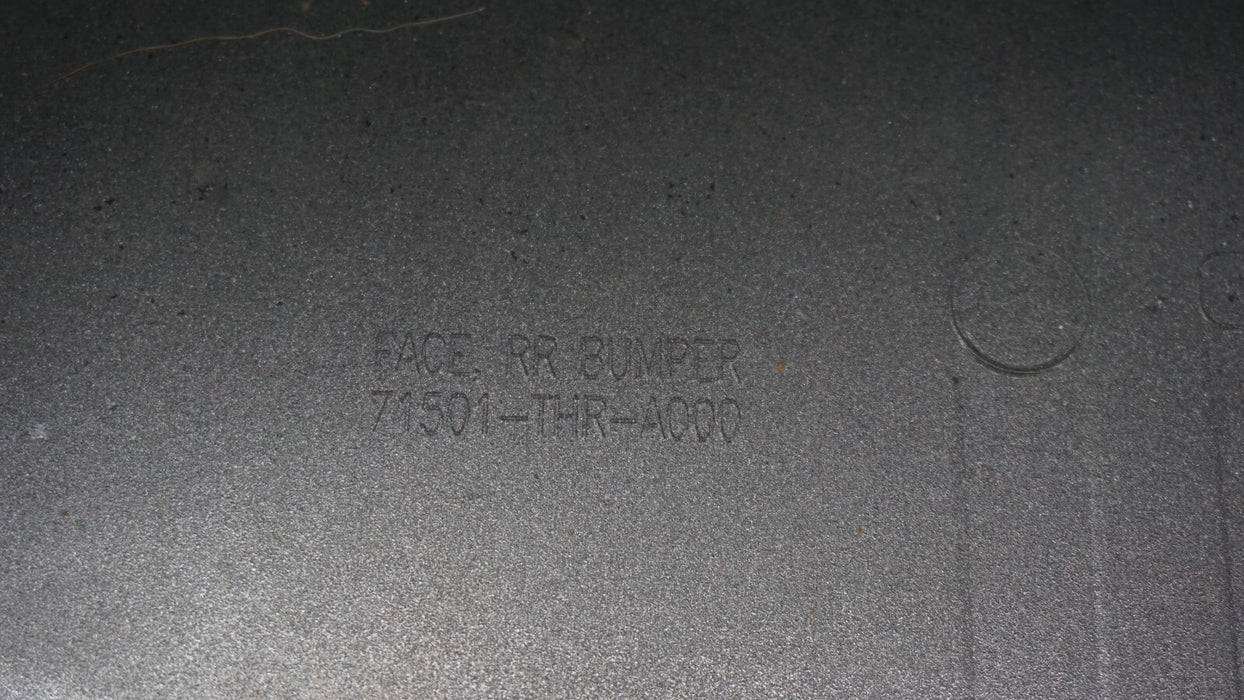 FACE, RR BUMPER
71501-THR-A000